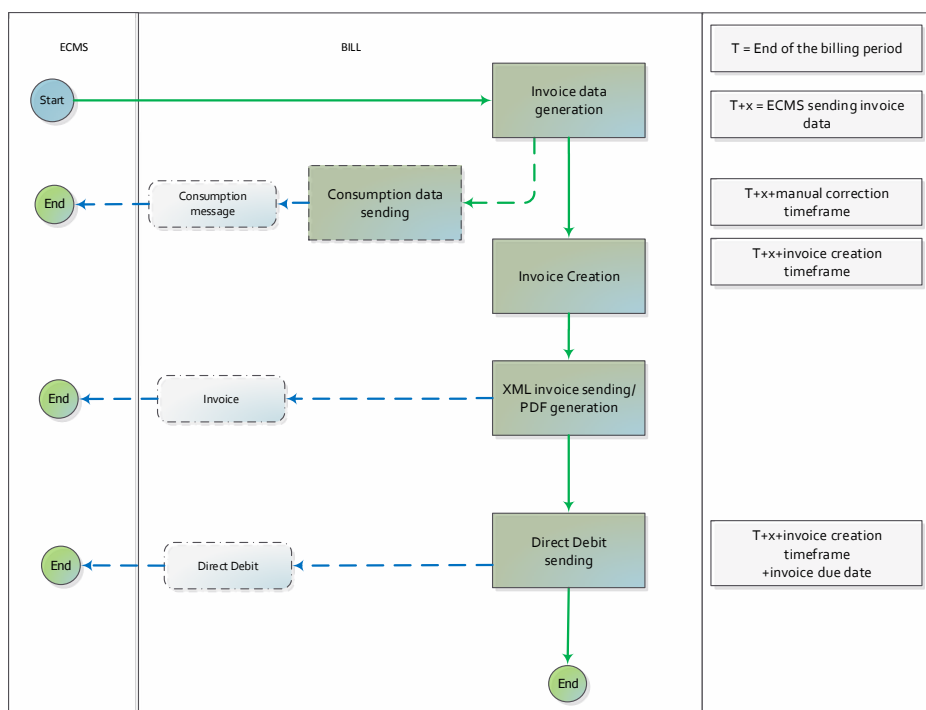 ECMS
BILL
T = End of the billing period
Start
Invoice data
generation
T+x = ECMS sending invoice
data
End
Consumption
message
Consumption data
sending
T+x+manual correction
timeframe
Invoice Creation
T+x+invoice creation
timeframe
End
Invoice
XML invoice sending/
PDF generation
End
Direct Debit
Direct Debit
sending
T+x+invoice creation
timeframe
+invoice due date
End